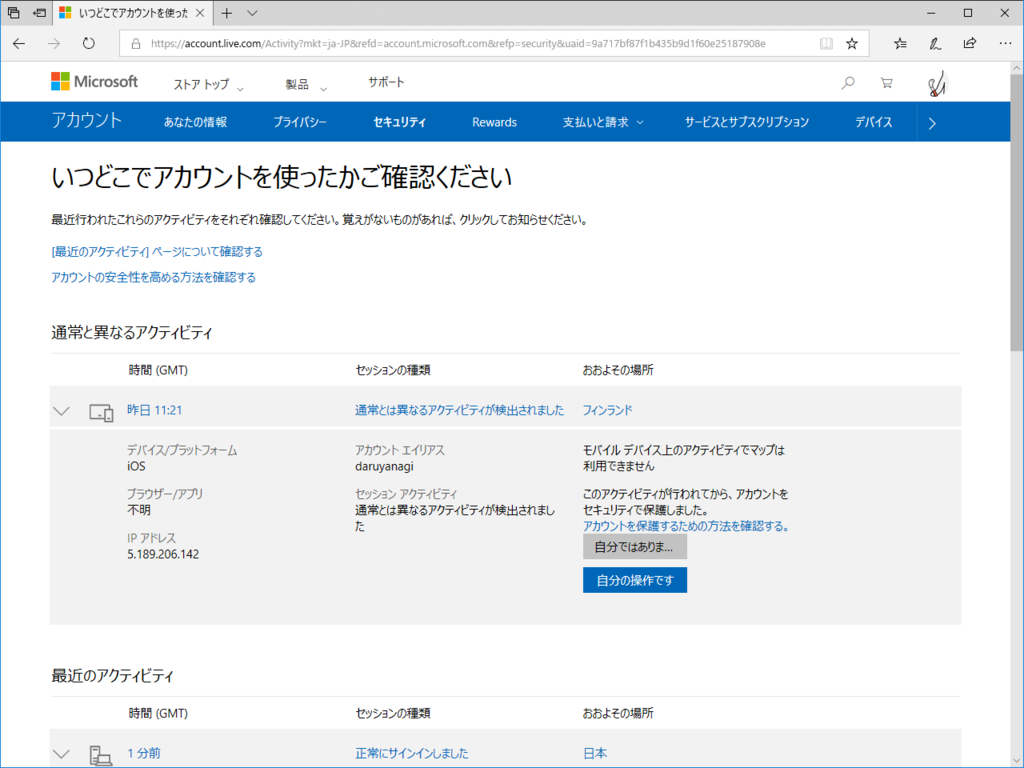 いつどこでアカウントを使った
https://account.live.com/Activity?mkt=ja-JP&refd=account.microsoft.com&refp=security&uaid=9a717bf87f1b435b9d1f60e25187908e
Microsoft ストア トップ 製品 サポート
アカウント あなたの情報 プライバシー セキュリティ Rewards 支払いと請求 サービスとサブスクリプション デバイス
いつどこでアカウントを使ったかご確認ください
最近行われたこれらのアクティビティをそれぞれ確認してください。覚えがないものがあれば、クリックしてお知らせください。
[最近のアクティビティ] ページについて確認する
アカウントの安全性を高める方法を確認する
通常と異なるアクティビティ
時間 (GMT) セッションの種類 おおよその場所
昨日 11:21 通常とは異なるアクティビティが検出されました フィンランド
デバイス/プラットフォーム
iOS
ブラウザー/アプリ
不明
IP アドレス
5.189.206.142
アカウント エイリアス
daruyanagi
セッション アクティビティ
通常とは異なるアクティビティが検出されまし
た
モバイル デバイス上のアクティビティでマップは
利用できません
このアクティビティが行われてから、アカウントを
セキュリティで保護しました。
アカウントを保護するための方法を確認する。
自分ではありま...
自分の操作です
最近のアクティビティ
時間 (GMT) セッションの種類 おおよその場所
1 分前 正常にサインインしました 日本